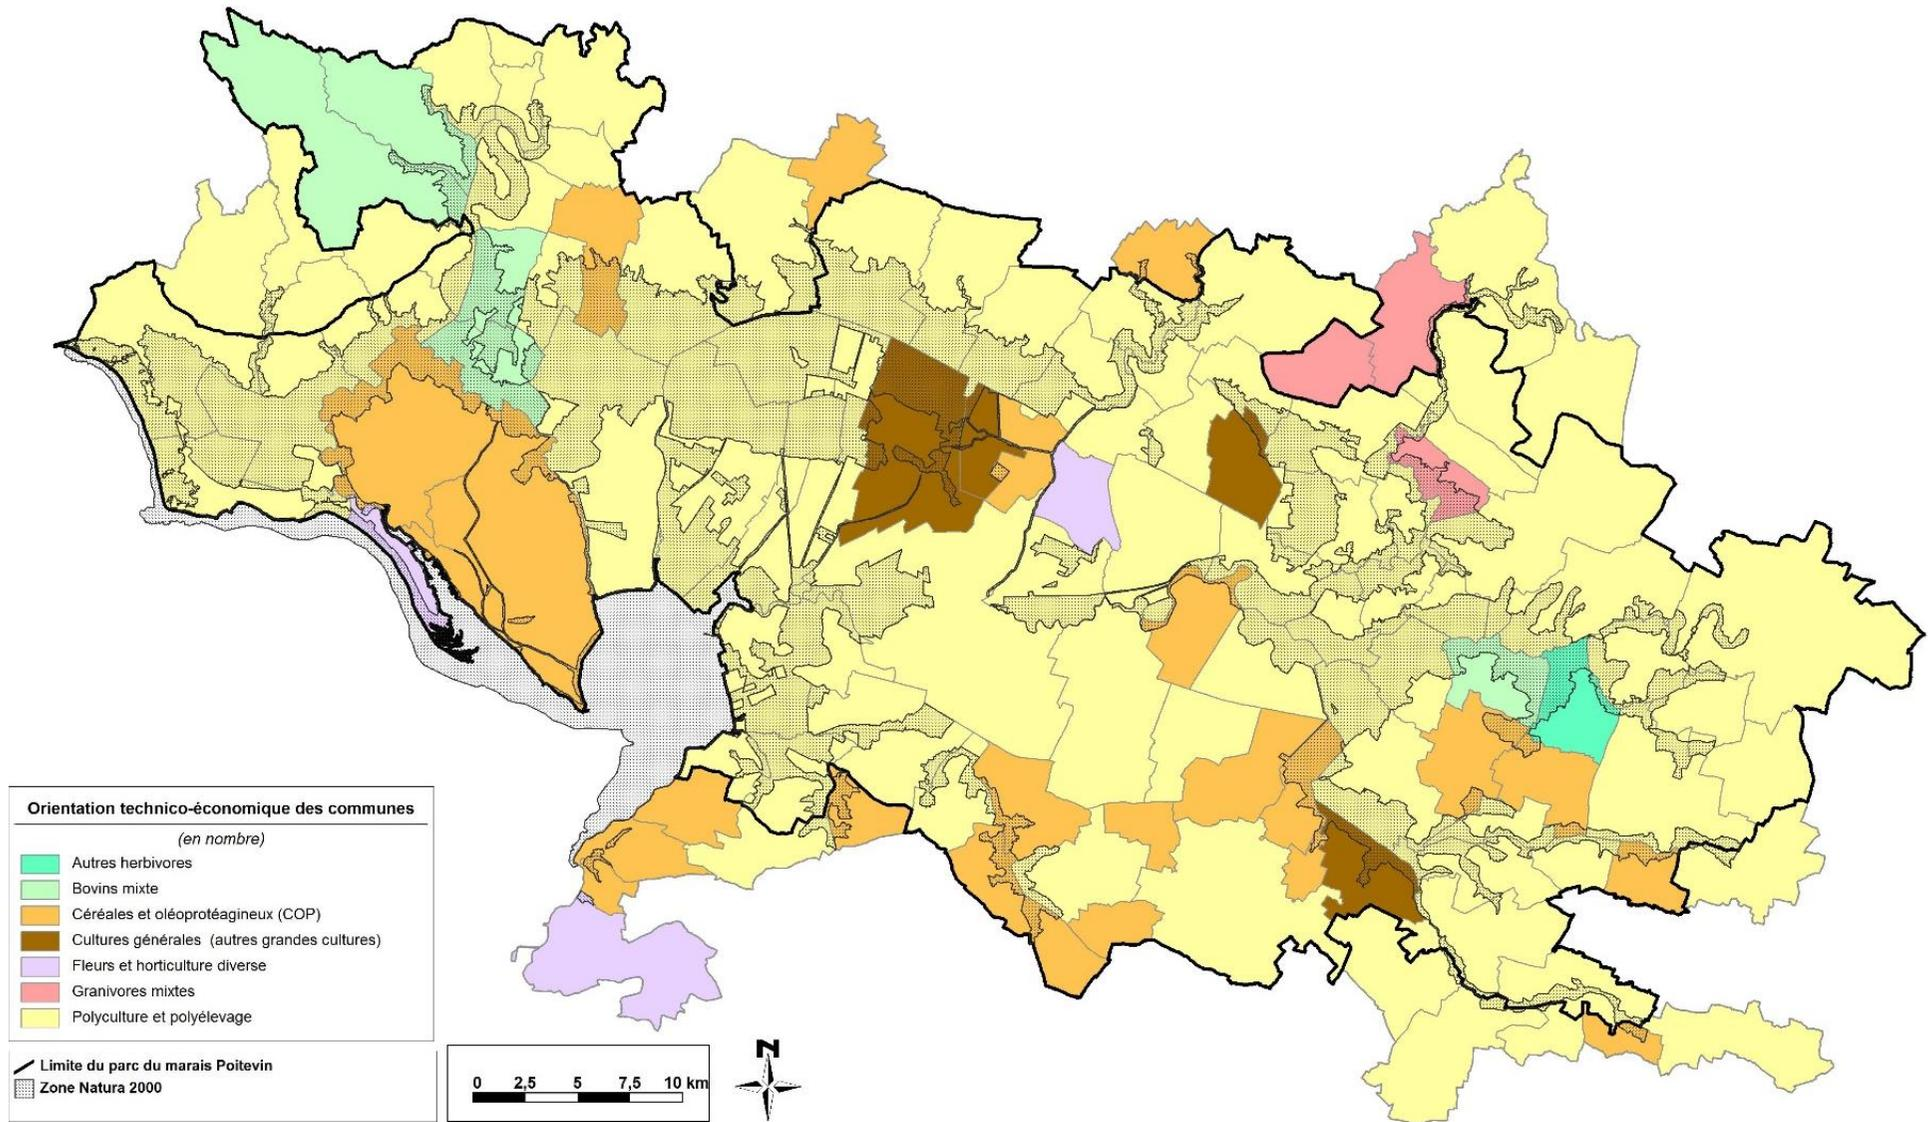 Orientation technico-économique des communes
(en nombre)
Autres herbivores
Bovins mixte
Céréales et oléoprotéagineux (COP)
Cultures générales (autres grandes cultures)
Fleurs et horticulture diverse
Granivores mixtes
Polyculture et polyélevage
Limite du parc du marais Poitevin
Zone Natura 2000
0 2,5 5 7,5 10 km
N